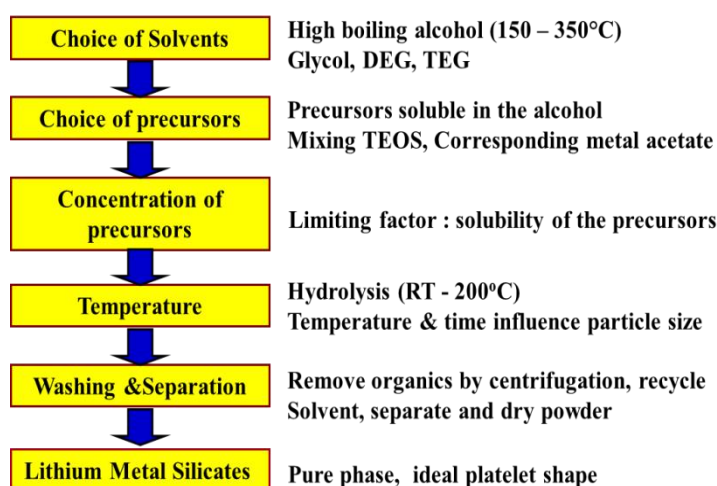 Choice of Solvents
High boiling alcohol (150 – 350°C)
Glycol, DEG, TEG
Choice of precursors
Precursors soluble in the alcohol
Mixing TEOS, Corresponding metal acetate
Concentration of
precursors
Limiting factor : solubility of the precursors
Temperature
Hydrolysis (RT - 200ºC)
Temperature & time influence particle size
Washing &Separation
Remove organics by centrifugation, recycle
Solvent, separate and dry powder
Lithium Metal Silicates
Pure phase, ideal platelet shape